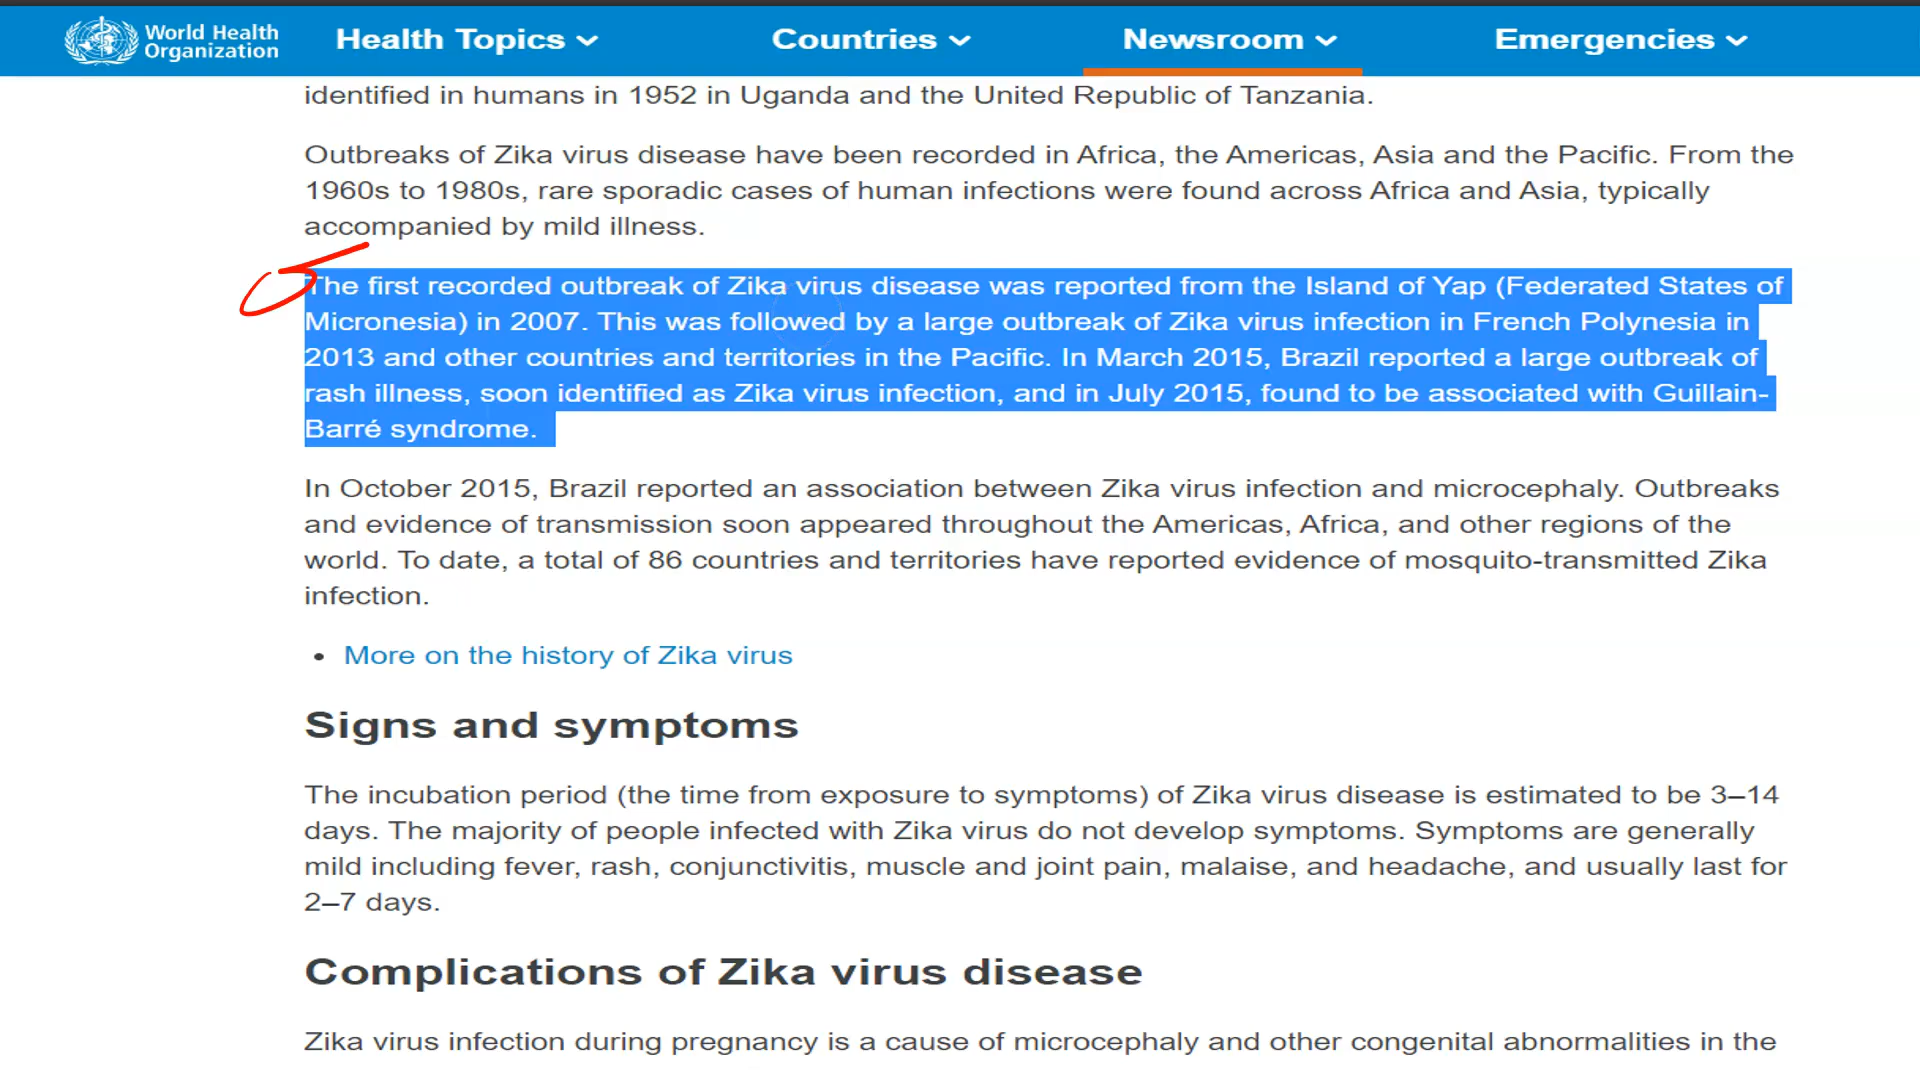 World Health Organization
Health Topics
Countries
Newsroom
Emergencies
identified in humans in 1952 in Uganda and the United Republic of Tanzania.
Outbreaks of Zika virus disease have been recorded in Africa, the Americas, Asia and the Pacific. From the
1960s to 1980s, rare sporadic cases of human infections were found across Africa and Asia, typically
accompanied by mild illness.
The first recorded outbreak of Zika virus disease was reported from the Island of Yap (Federated States of
Micronesia) in 2007. This was followed by a large outbreak of Zika virus infection in French Polynesia in
2013 and other countries and territories in the Pacific. In March 2015, Brazil reported a large outbreak of
rash illness, soon identified as Zika virus infection, and in July 2015, found to be associated with Guillain-
Barré syndrome.
In October 2015, Brazil reported an association between Zika virus infection and microcephaly. Outbreaks
and evidence of transmission soon appeared throughout the Americas, Africa, and other regions of the
world. To date, a total of 86 countries and territories have reported evidence of mosquito-transmitted Zika
infection.
• More on the history of Zika virus
Signs and symptoms
The incubation period (the time from exposure to symptoms) of Zika virus disease is estimated to be 3–14
days. The majority of people infected with Zika virus do not develop symptoms. Symptoms are generally
mild including fever, rash, conjunctivitis, muscle and joint pain, malaise, and headache, and usually last for
2–7 days.
Complications of Zika virus disease
Zika virus infection during pregnancy is a cause of microcephaly and other congenital abnormalities in the